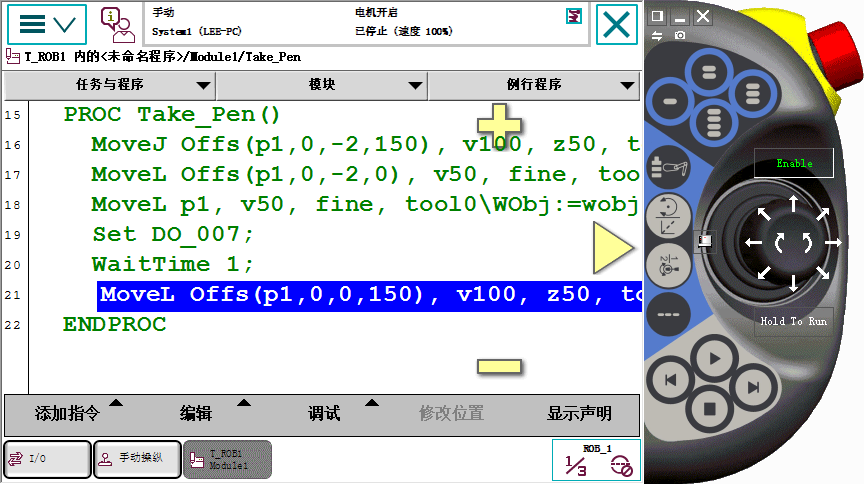 手动
System1 (LEE-PC)
电机开启
已停止 (速度 100%)
T_ROB1 内的<未命名程序>/Module1/Take_Pen
任务与程序
模块
例行程序
15 PROC Take_Pen()
16 MoveJ Offs(p1,0,-2,150), v100, z50, t
17 MoveL Offs(p1,0,-2,0), v50, fine, too
18 MoveL p1, v50, fine, tool0\WObj:=wobj
19 Set DO_007;
20 WaitTime 1;
21 MoveL Offs(p1,0,0,150), v100, z50, to
22 ENDPROC
添加指令
编辑
调试
修改位置
显示声明
I/O
手动操纵
T_ROB1
Module1
ROB_1
1/3
Enable
Hold To Run